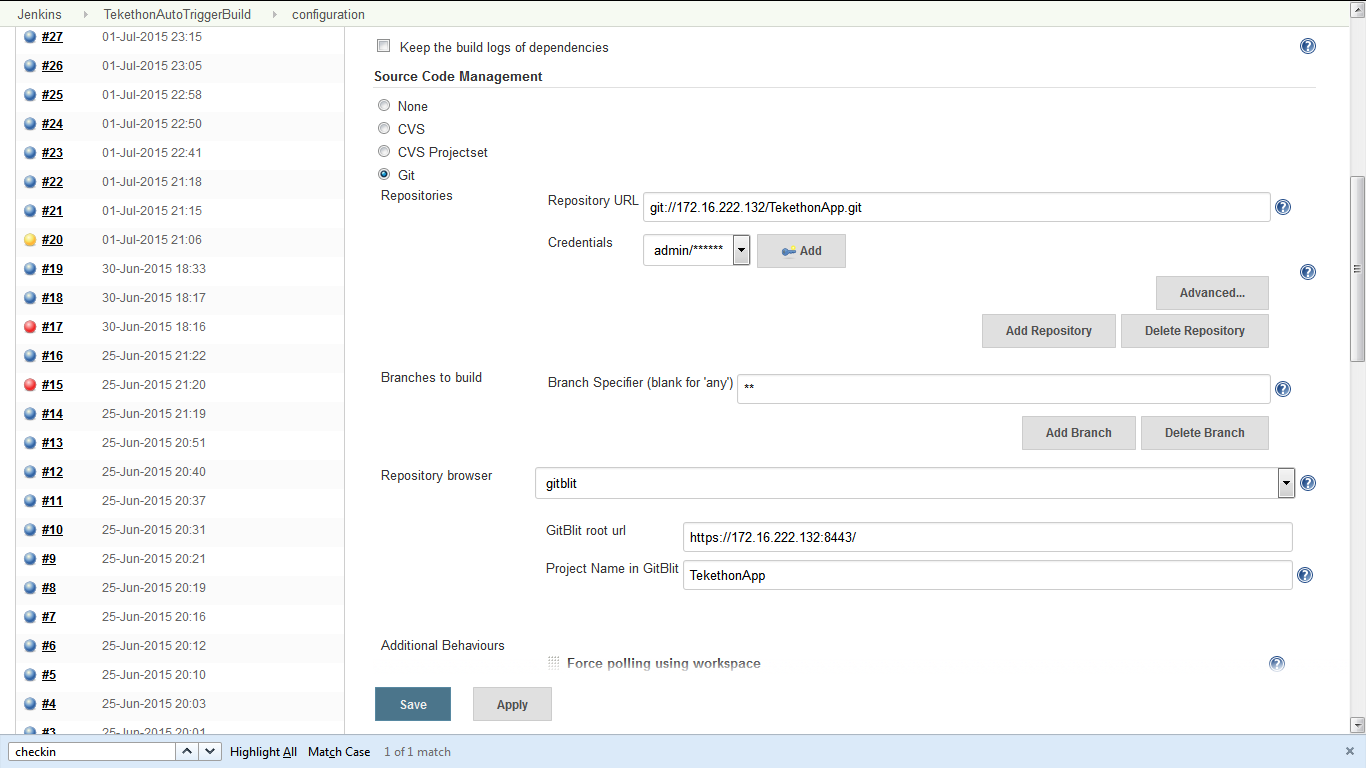 Jenkins TekethonAutoTriggerBuild configuration
#27 01-Jul-2015 23:15
#26 01-Jul-2015 23:05
#25 01-Jul-2015 22:58
#24 01-Jul-2015 22:50
#23 01-Jul-2015 22:41
#22 01-Jul-2015 21:18
#21 01-Jul-2015 21:15
#20 01-Jul-2015 21:06
#19 30-Jun-2015 18:33
#18 30-Jun-2015 18:17
#17 30-Jun-2015 18:16
#16 25-Jun-2015 21:22
#15 25-Jun-2015 21:20
#14 25-Jun-2015 21:19
#13 25-Jun-2015 20:51
#12 25-Jun-2015 20:40
#11 25-Jun-2015 20:37
#10 25-Jun-2015 20:31
#9 25-Jun-2015 20:21
#8 25-Jun-2015 20:19
#7 25-Jun-2015 20:16
#6 25-Jun-2015 20:12
#5 25-Jun-2015 20:10
#4 25-Jun-2015 20:03
#3 25-Jun-2015 20:01
Keep the build logs of dependencies
Source Code Management
None
CVS
CVS Projectset
Git
Repositories
Repository URL git://172.16.222.132/TekethonApp.git
Credentials admin/****** Add
Advanced...
Add Repository Delete Repository
Branches to build
Branch Specifier (blank for 'any') **
Add Branch Delete Branch
Repository browser gitblit
GitBlit root url https://172.16.222.132:8443/
Project Name in GitBlit TekethonApp
Additional Behaviours
Force polling using workspace
Save Apply
checkin Highlight All Match Case 1 of 1 match